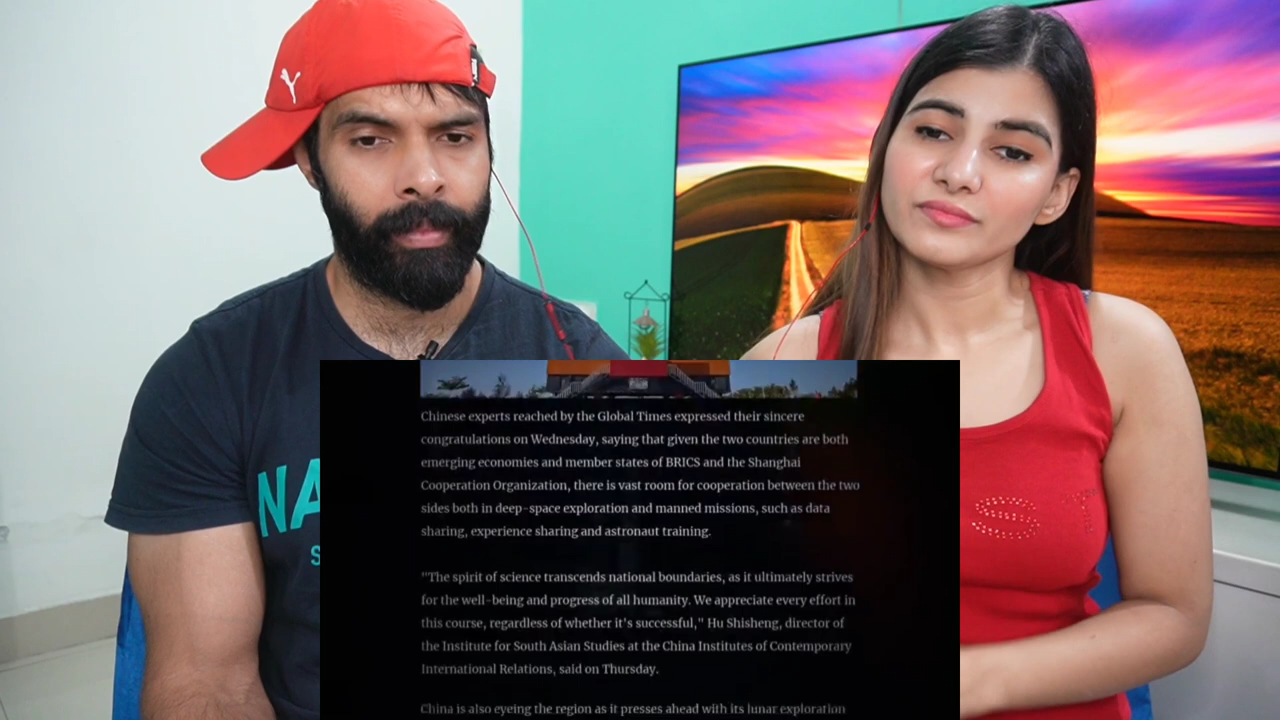 NA
S
S T
Chinese experts reached by the Global Times expressed their sincere
congratulations on Wednesday, saying that given the two countries are both
emerging economies and member states of BRICS and the Shanghai
Cooperation Organization, there is vast room for cooperation between the two
sides both in deep-space exploration and manned missions, such as data
sharing, experience sharing and astronaut training.
"The spirit of science transcends national boundaries, as it ultimately strives
for the well-being and progress of all humanity. We appreciate every effort in
this course, regardless of whether it's successful," Hu Shisheng, director of
the Institute for South Asian Studies at the China Institutes of Contemporary
International Relations, said on Thursday.
China is also eyeing the region as it presses ahead with its lunar exploration